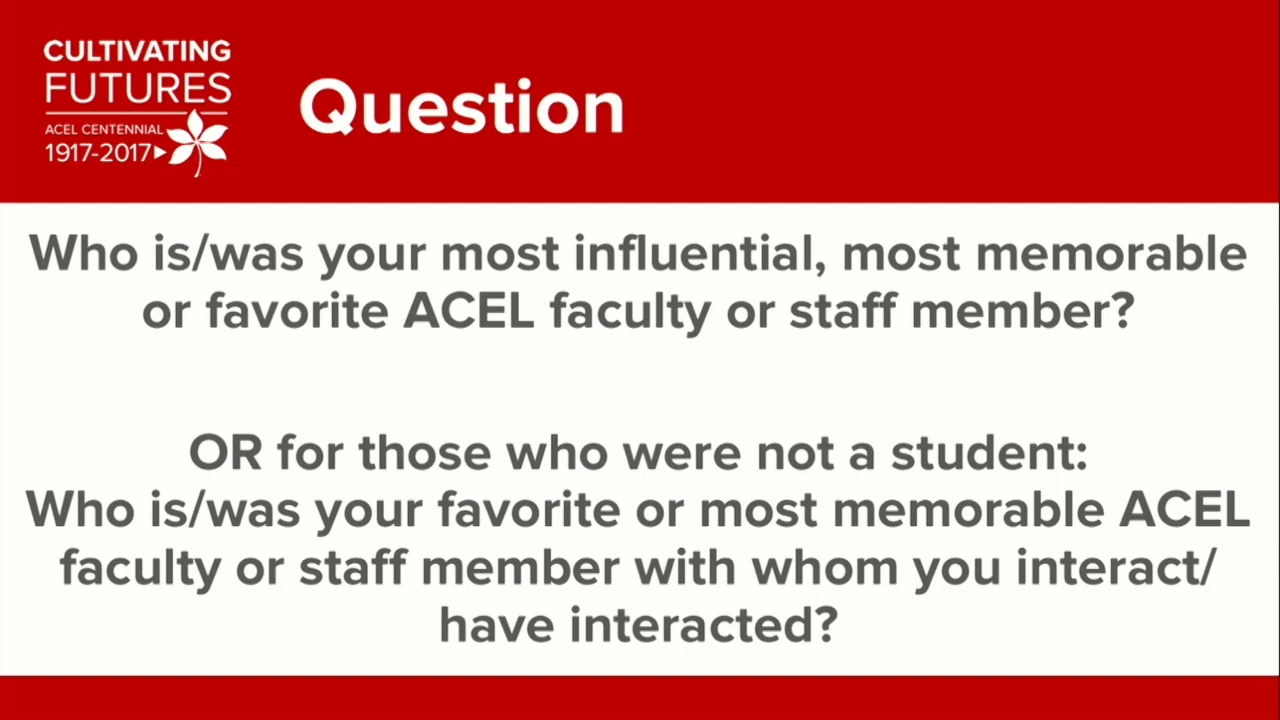 CULTIVATING
FUTURES
ACEL CENTENNIAL
1917-2017
Question
Who is/was your most influential, most memorable
or favorite ACEL faculty or staff member?
OR for those who were not a student:
Who is/was your favorite or most memorable ACEL
faculty or staff member with whom you interact/
have interacted?